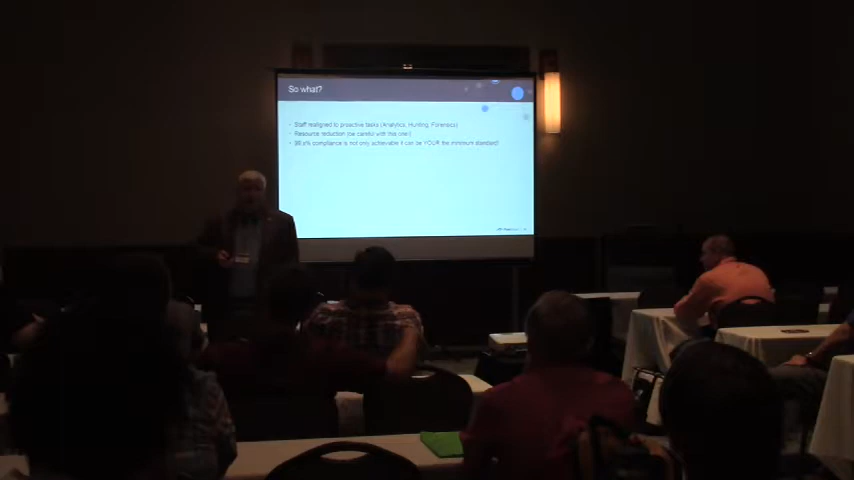 So what?
Staff realigned to proactive tasks (Analytics, Hunting, Forensics)
Resource reduction (be careful with this one!)
compliance is not only achievable it can be YOUR the minimum standard!